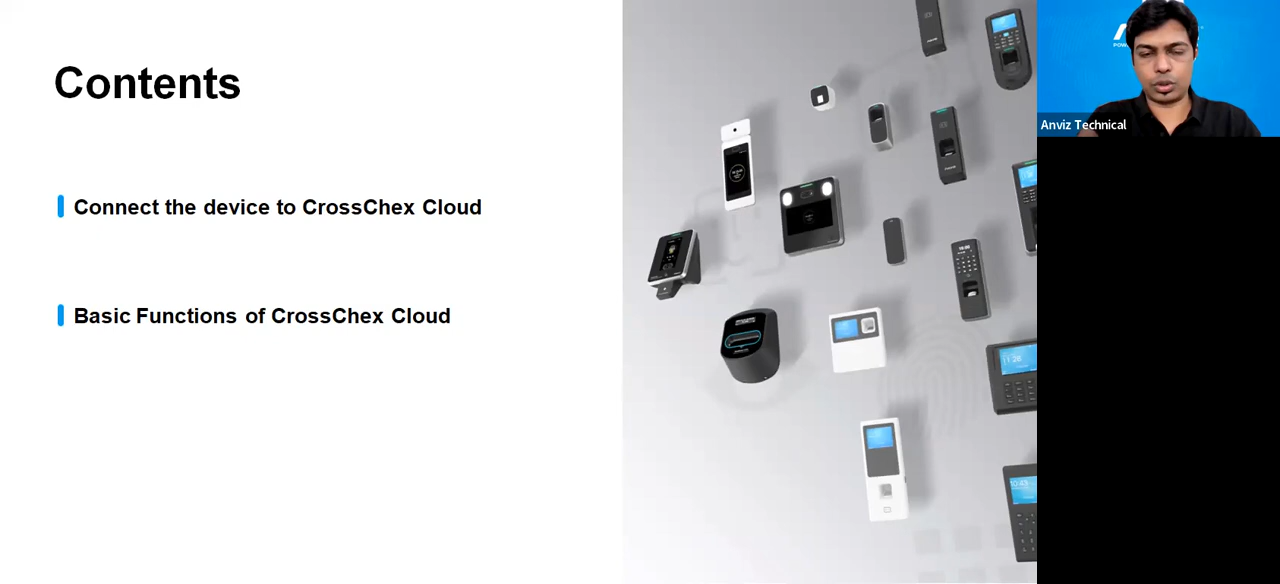 Contents
Connect the device to CrossChex Cloud
Basic Functions of CrossChex Cloud
Anviz Technical